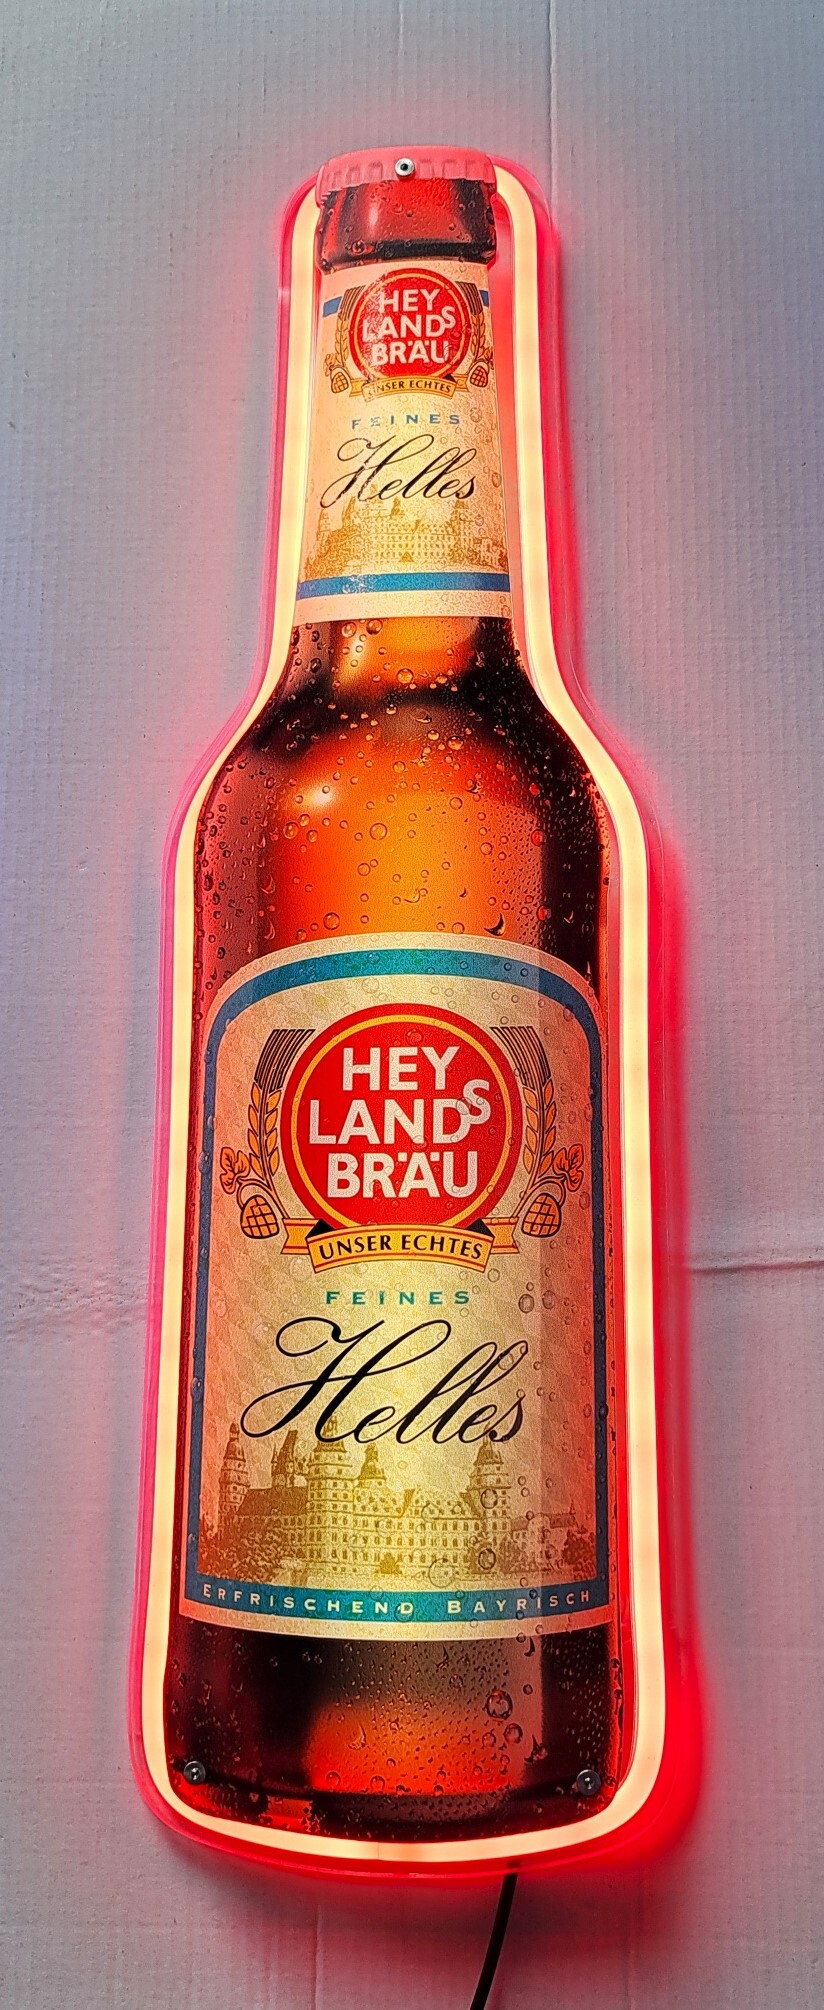 HEY
LANDS
BRÄU
UNSER ECHTES
FEINES
Helles
HEY
LANDS
BRÄU
UNSER ECHTES
FEINES
Helles
ERFRISCHEND BAYRISCH